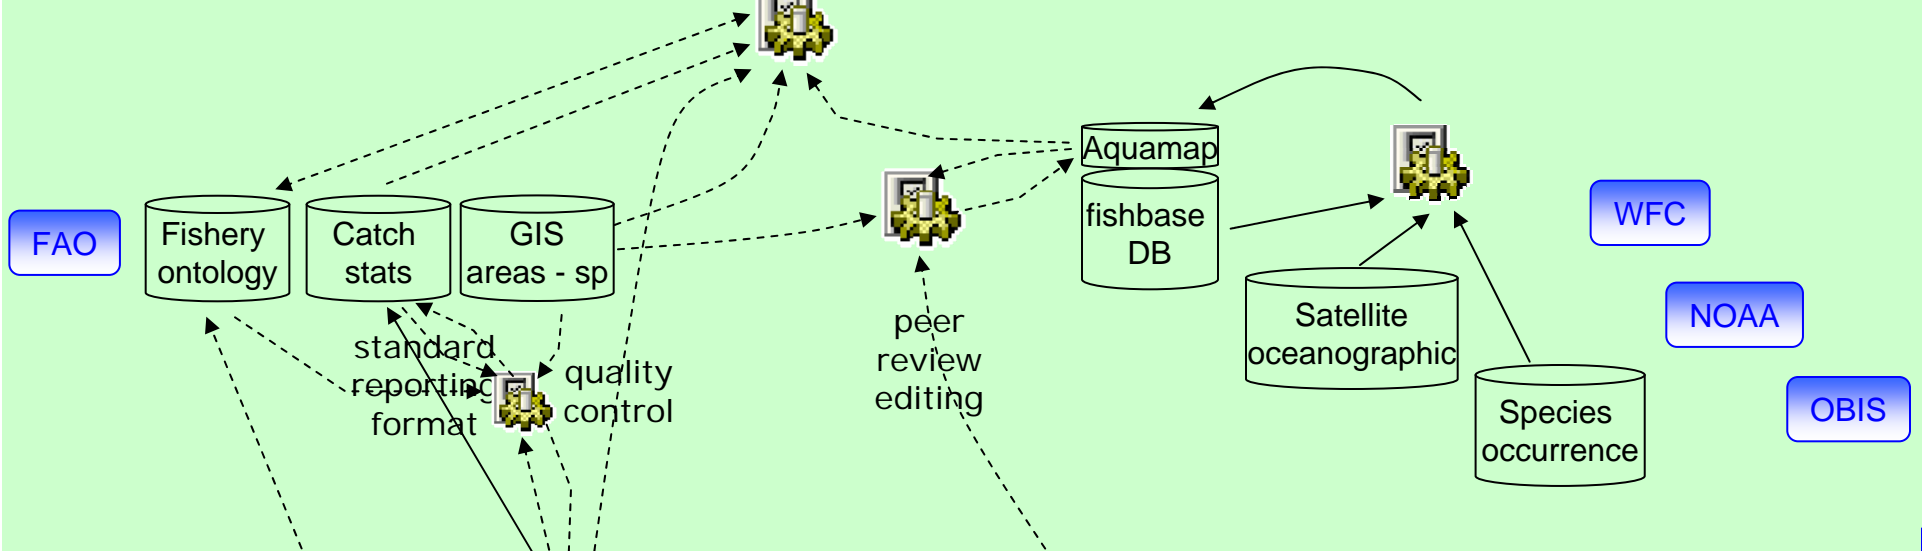 FAO
Fishery
ontology
Catch
stats
GIS
areas - sp
standard
reporting
format
quality
control
peer
review
editing
Aquamap
fishbase
DB
Satellite
oceanographic
Species
occurrence
WFC
NOAA
OBIS